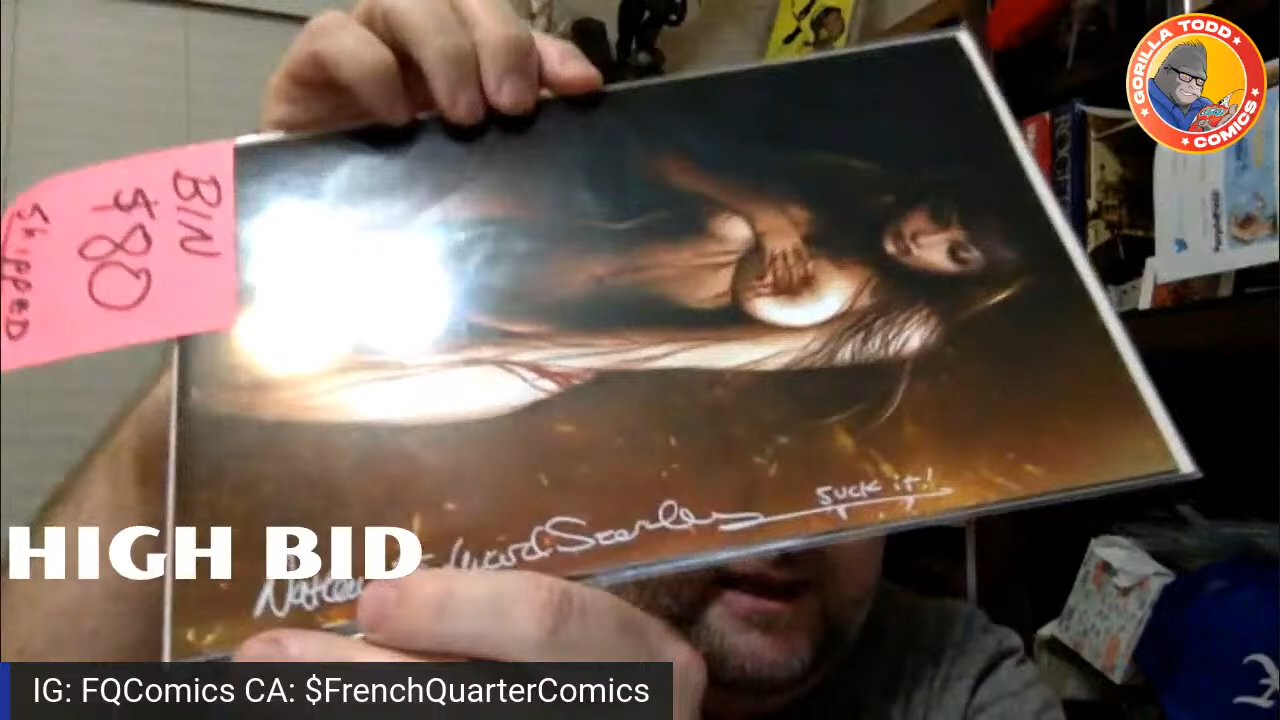 GORILLA TODD
COMICS
BIN
$80
SHIPPED
SUCK it!
HIGH BID
IG: FQComics CA: $FrenchQuarterComics